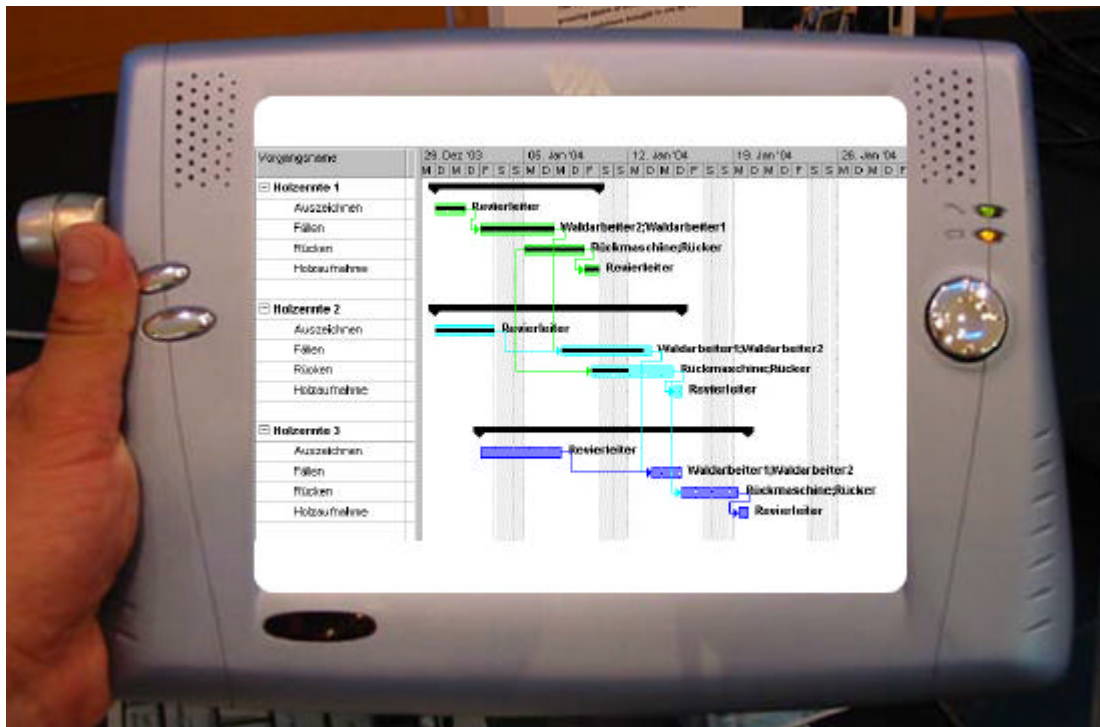 VIA
Vorgangsname 29. Dez '03 05. Jan '04 12. Jan '04 19. Jan '04 26. Jan '04
M D M D F S S M D M D F S S M D M D F S S M D M D F S S M D M D F
Holzernte 1
Auszeichnen Revierleiter
Fällen Waldarbeiter2;Waldarbeiter1
Rücken Rückmaschine;Rücker
Holzaufnahme Revierleiter
Holzernte 2
Auszeichnen Revierleiter
Fällen Waldarbeiter1;Waldarbeiter2
Rücken Rückmaschine;Rücker
Holzaufnahme Revierleiter
Holzernte 3
Auszeichnen Revierleiter
Fällen Waldarbeiter1;Waldarbeiter2
Rücken Rückmaschine;Rücker
Holzaufnahme Revierleiter